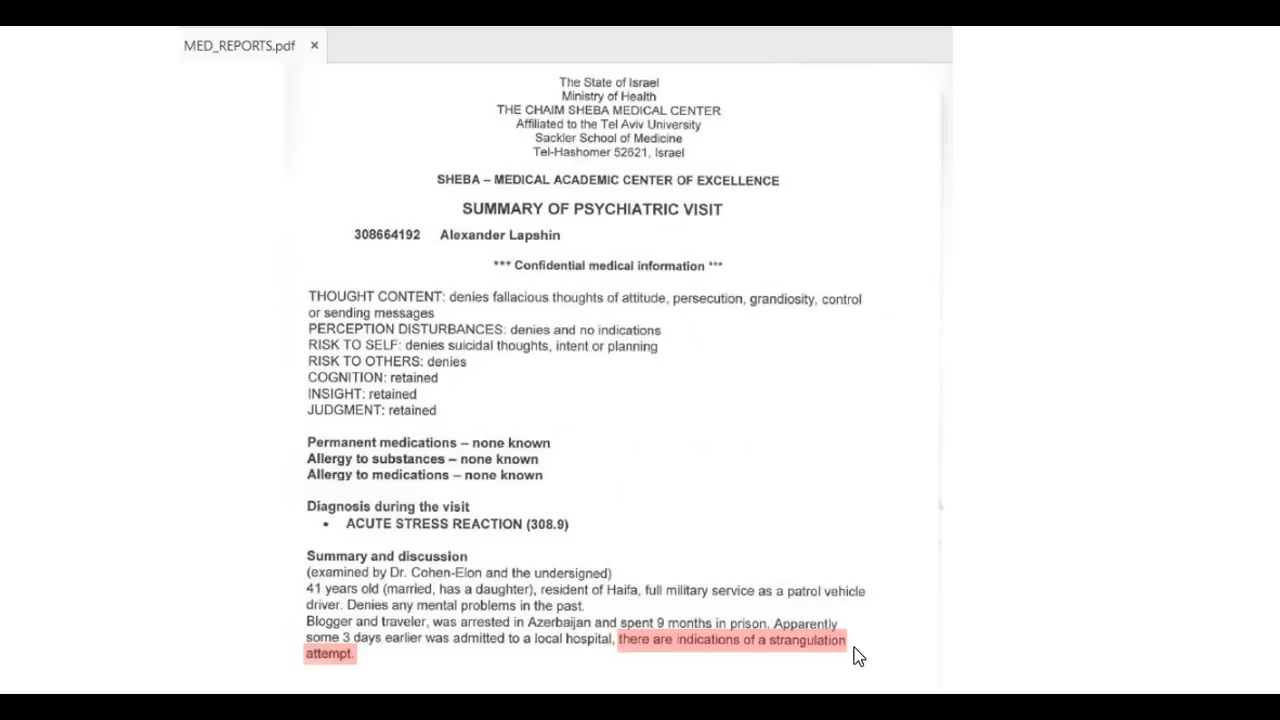 MED_REPORTS.pdf ×
The State of Israel
Ministry of Health
THE CHAIM SHEBA MEDICAL CENTER
Affiliated to the Tel Aviv University
Sackler School of Medicine
Tel-Hashomer 52621, Israel
SHEBA – MEDICAL ACADEMIC CENTER OF EXCELLENCE
SUMMARY OF PSYCHIATRIC VISIT
308664192 Alexander Lapshin
*** Confidential medical information ***
THOUGHT CONTENT: denies fallacious thoughts of attitude, persecution, grandiosity, control
or sending messages
PERCEPTION DISTURBANCES: denies and no indications
RISK TO SELF: denies suicidal thoughts, intent or planning
RISK TO OTHERS: denies
COGNITION: retained
INSIGHT: retained
JUDGMENT: retained
Permanent medications – none known
Allergy to substances – none known
Allergy to medications – none known
Diagnosis during the visit
• ACUTE STRESS REACTION (308.9)
Summary and discussion
(examined by Dr. Cohen-Elon and the undersigned)
41 years old (married, has a daughter), resident of Haifa, full military service as a patrol vehicle
driver. Denies any mental problems in the past.
Blogger and traveler, was arrested in Azerbaijan and spent 9 months in prison. Apparently
some 3 days earlier was admitted to a local hospital, there are indications of a strangulation
attempt.